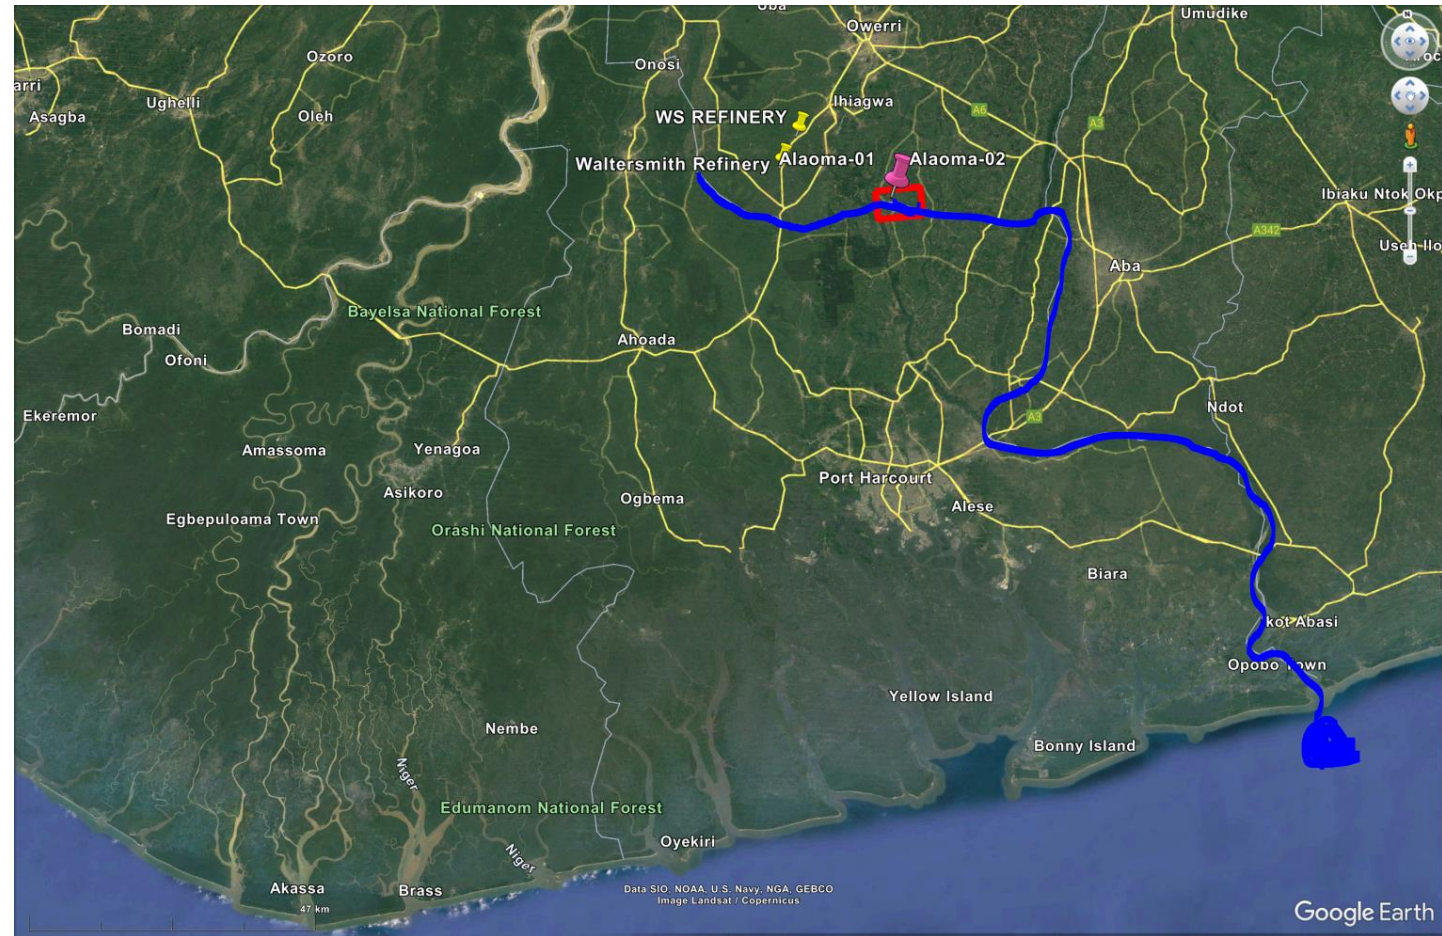 Uba
Umudike
Owerri
N
Ozoro
Onosi
arri
Ughelli
Ihiagwa
A6
Asagba
Oleh
WS REFINERY
A3
Waltersmith Refinery
Alaoma-01
Alaoma-02
Ibiaku Ntok Okp
A342
Aba
Bayelsa National Forest
Bomadi
Ahoada
Ofoni
Ekeremor
Ndot
A3
Amassoma
Yenagoa
Port Harcourt
Asikoro
Ogbema
Alese
Egbepuloama Town
Orashi National Forest
Biara
kot Abasi
Opobo Town
Yellow Island
Nembe
Bonny Island
Niger
Edumanom National Forest
Oyekiri
Niger
Akassa
Brass
Data SIO, NOAA, U.S. Navy, NGA, GEBCO
Image Landsat / Copernicus
47 km
Google Earth